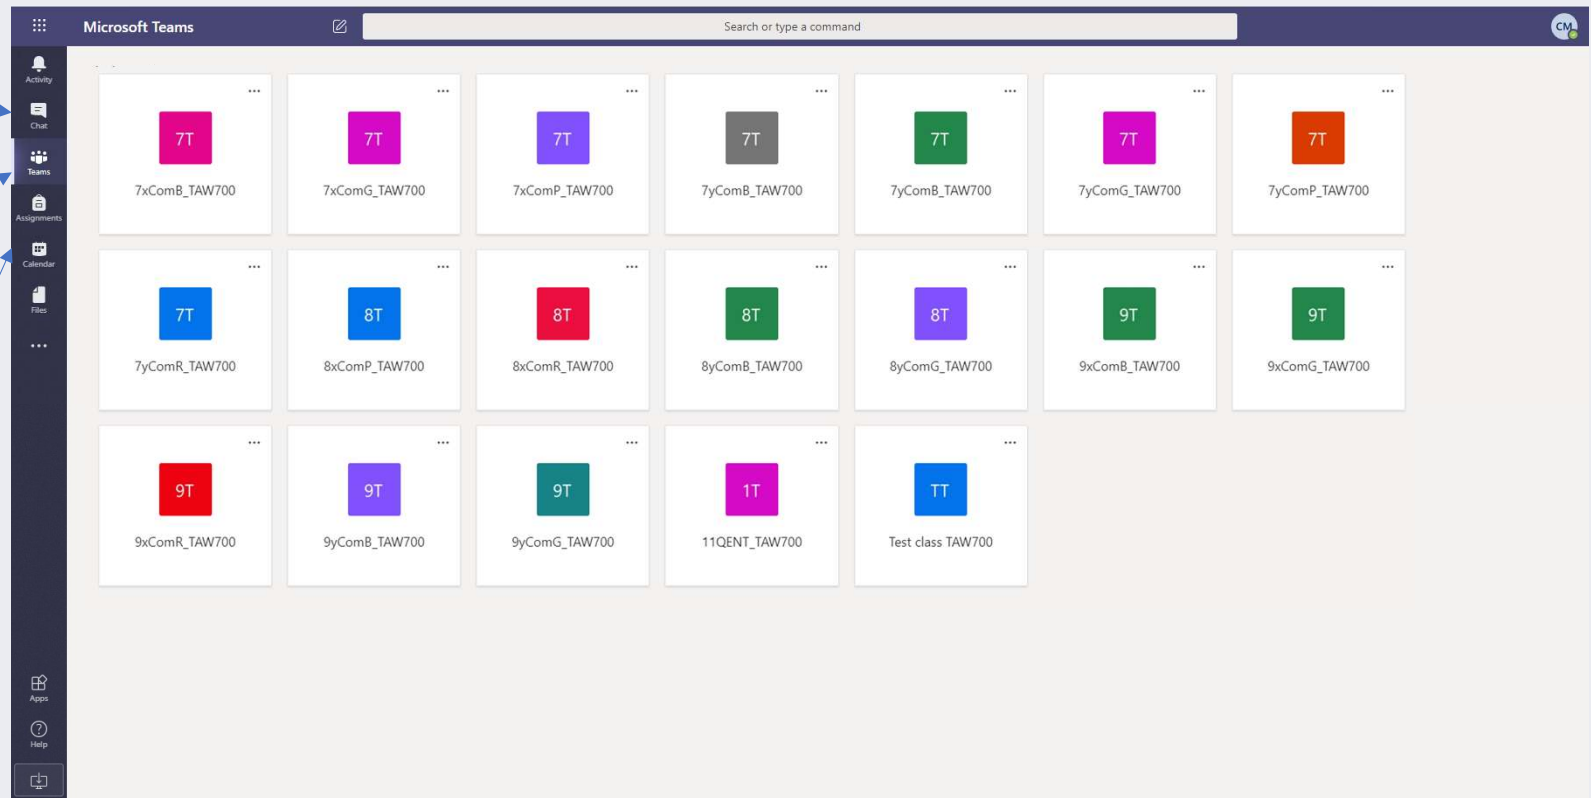 Microsoft Teams
Search or type a command
CM
Activity
Chat
Teams
Assignments
Calendar
Files
Apps
Help
7T 7T 7T 7T 7T 7T 7T
7xComB_TAW700 7xComG_TAW700 7xComP_TAW700 7yComB_TAW700 7yComB_TAW700 7yComG_TAW700 7yComP_TAW700
7T 8T 8T 8T 8T 9T 9T
7yComR_TAW700 8xComP_TAW700 8xComR_TAW700 8yComB_TAW700 8yComG_TAW700 9xComB_TAW700 9xComG_TAW700
9T 9T 9T 1T TT
9xComR_TAW700 9yComB_TAW700 9yComG_TAW700 11QENT_TAW700 Test class TAW700